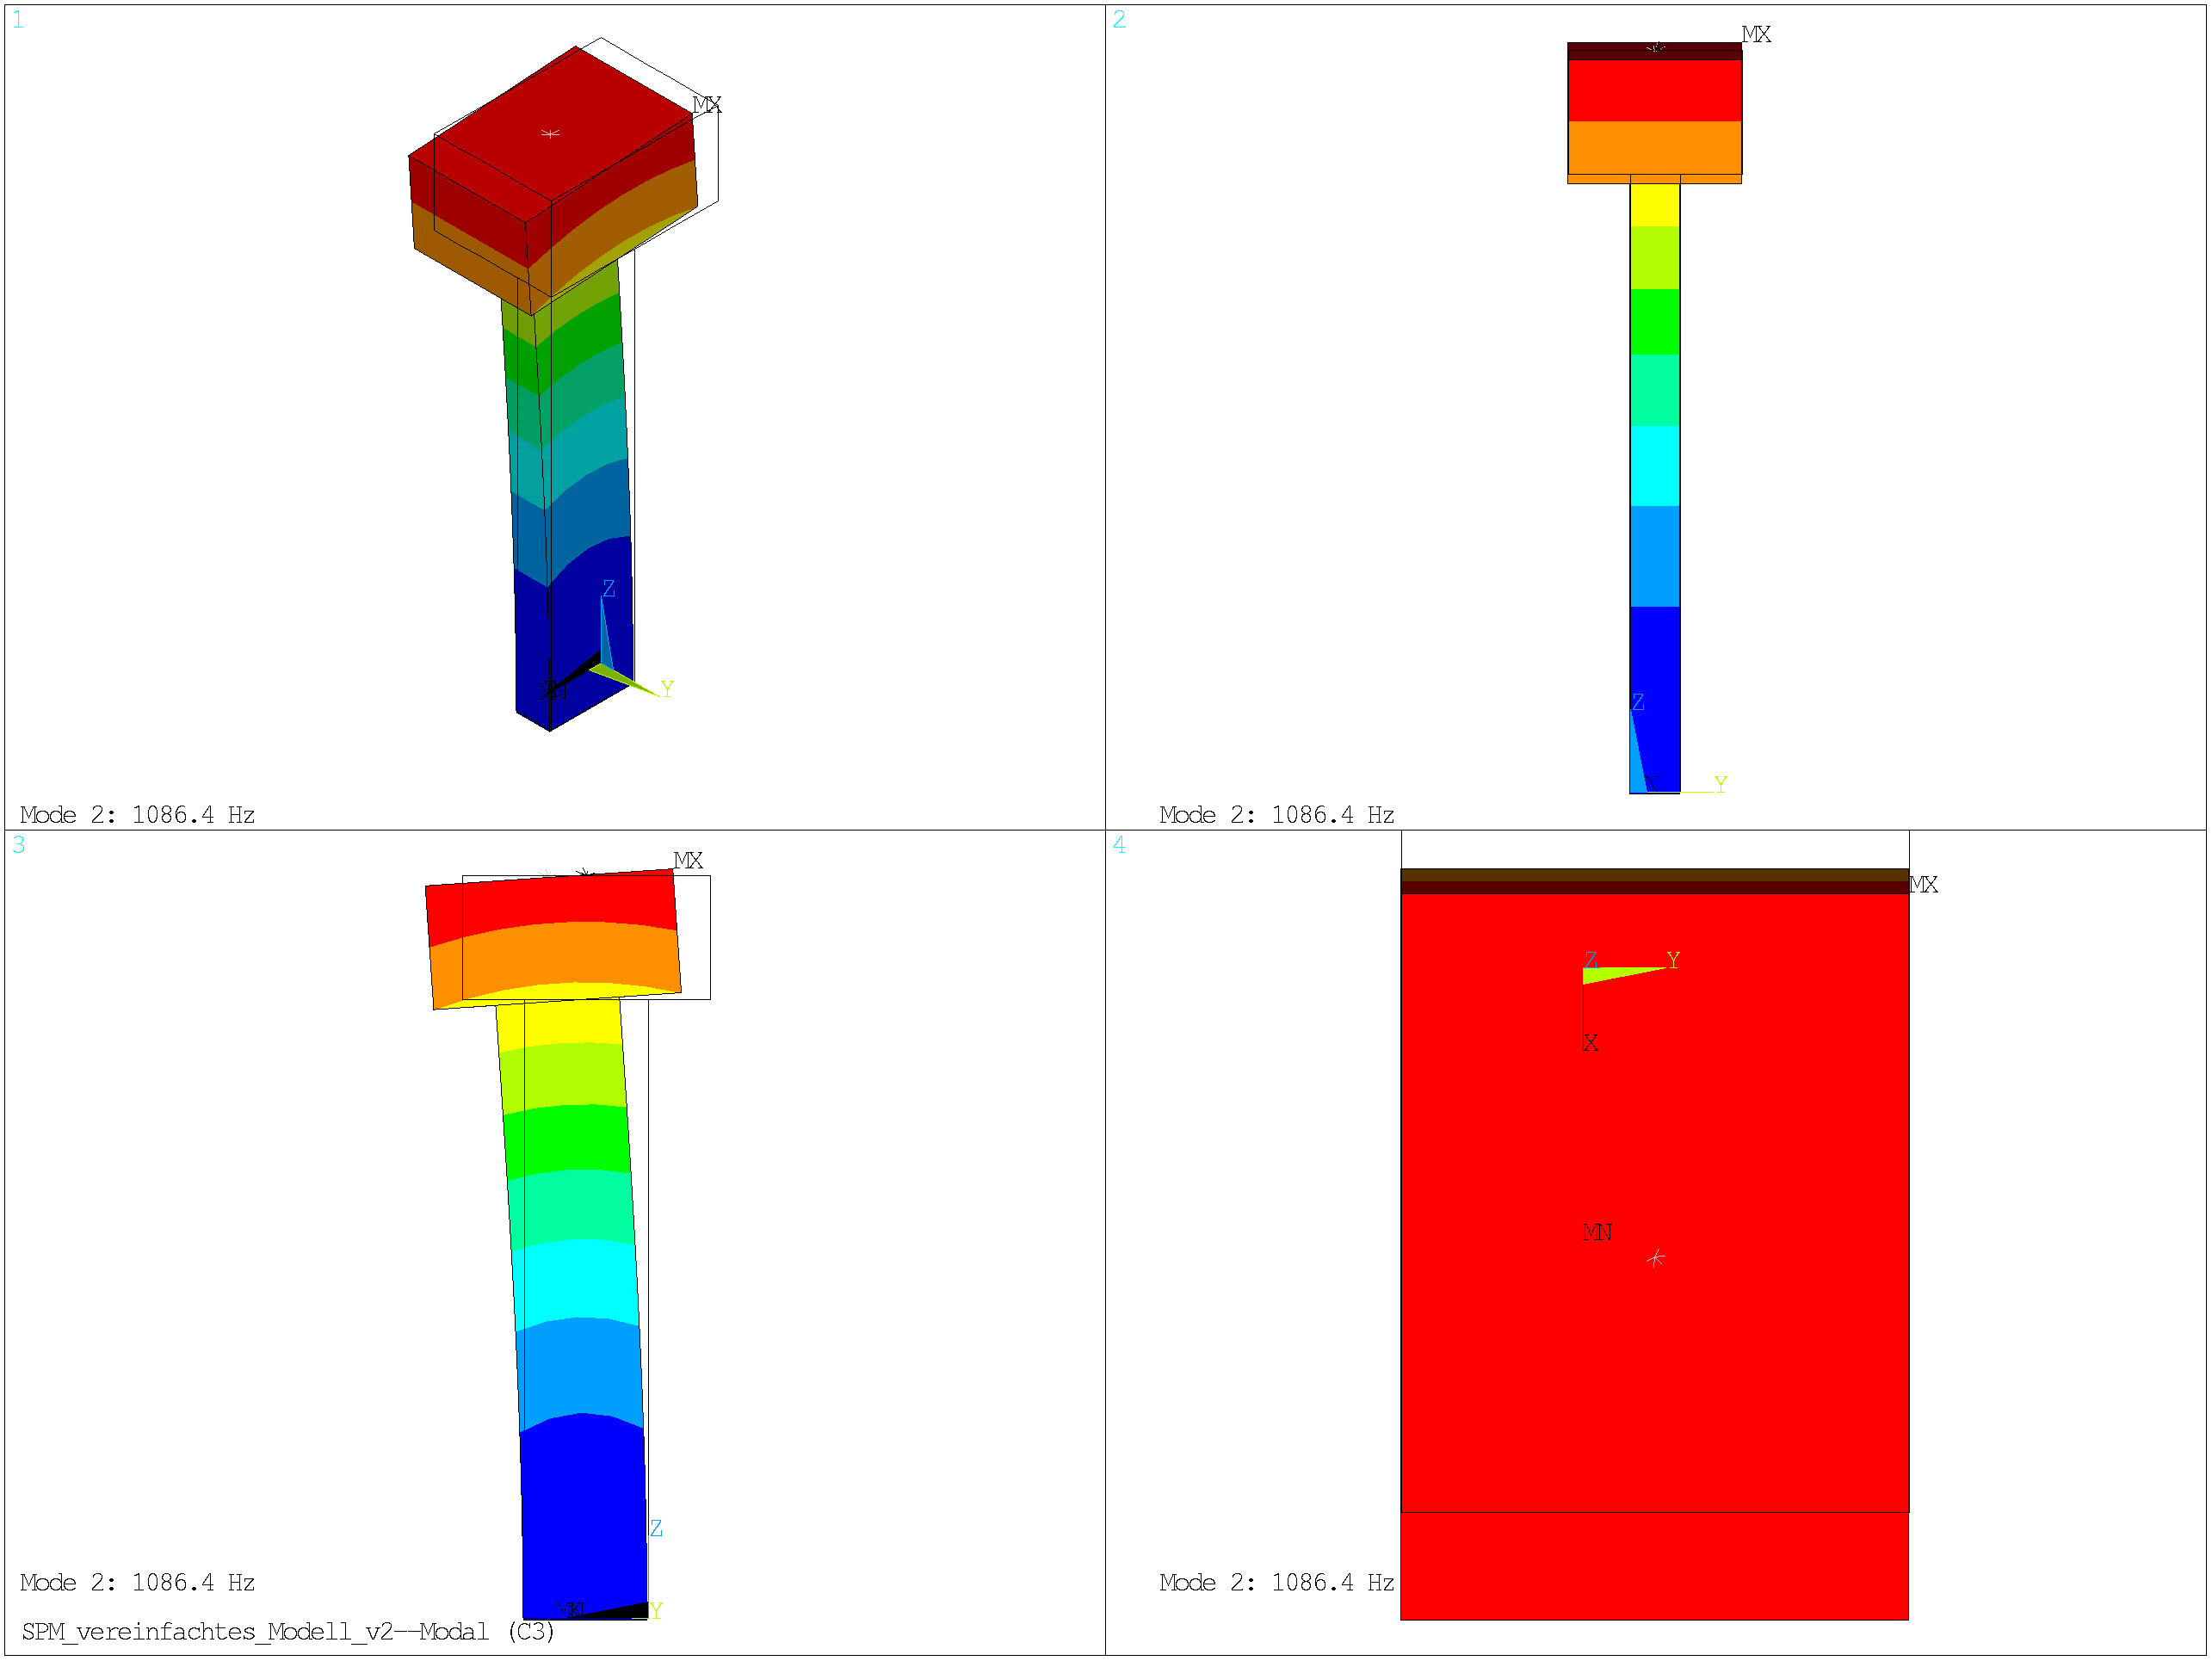 1
MX
Z
MN
Y
Mode 2: 1086.4 Hz
2
MX
Z
N
Y
Mode 2: 1086.4 Hz
3
MX
Z
MN
Y
Mode 2: 1086.4 Hz
SPM_vereinfachtes_Modell_v2--Modal (C3)
4
MX
Z
Y
X
MN
Mode 2: 1086.4 Hz